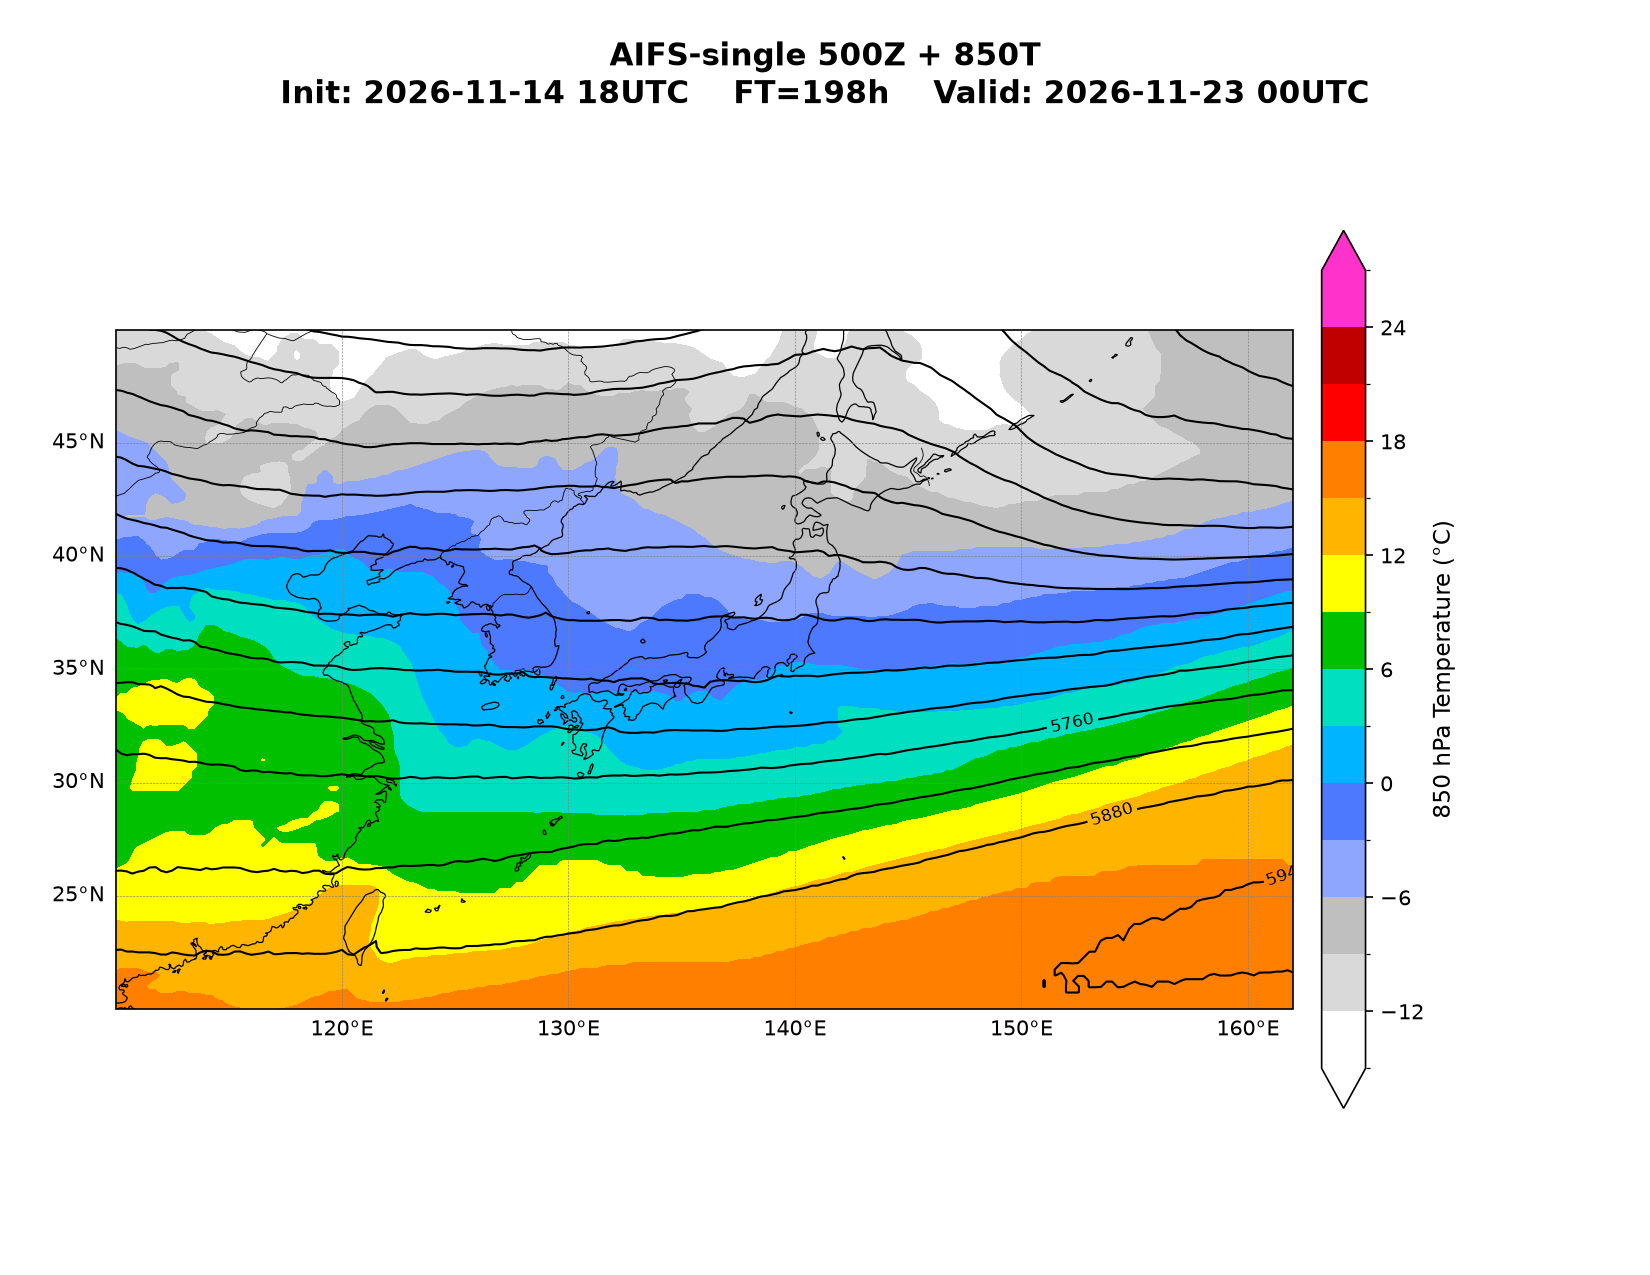 AIFS-single 500Z + 850T
Init: 2026-11-14 18UTC FT=198h Valid: 2026-11-23 00UTC
24
18
12
6
0
−6
−12
850 hPa Temperature (°C)
45°N
40°N
35°N
30°N
25°N
5760
5880
594
120°E 130°E 140°E 150°E 160°E